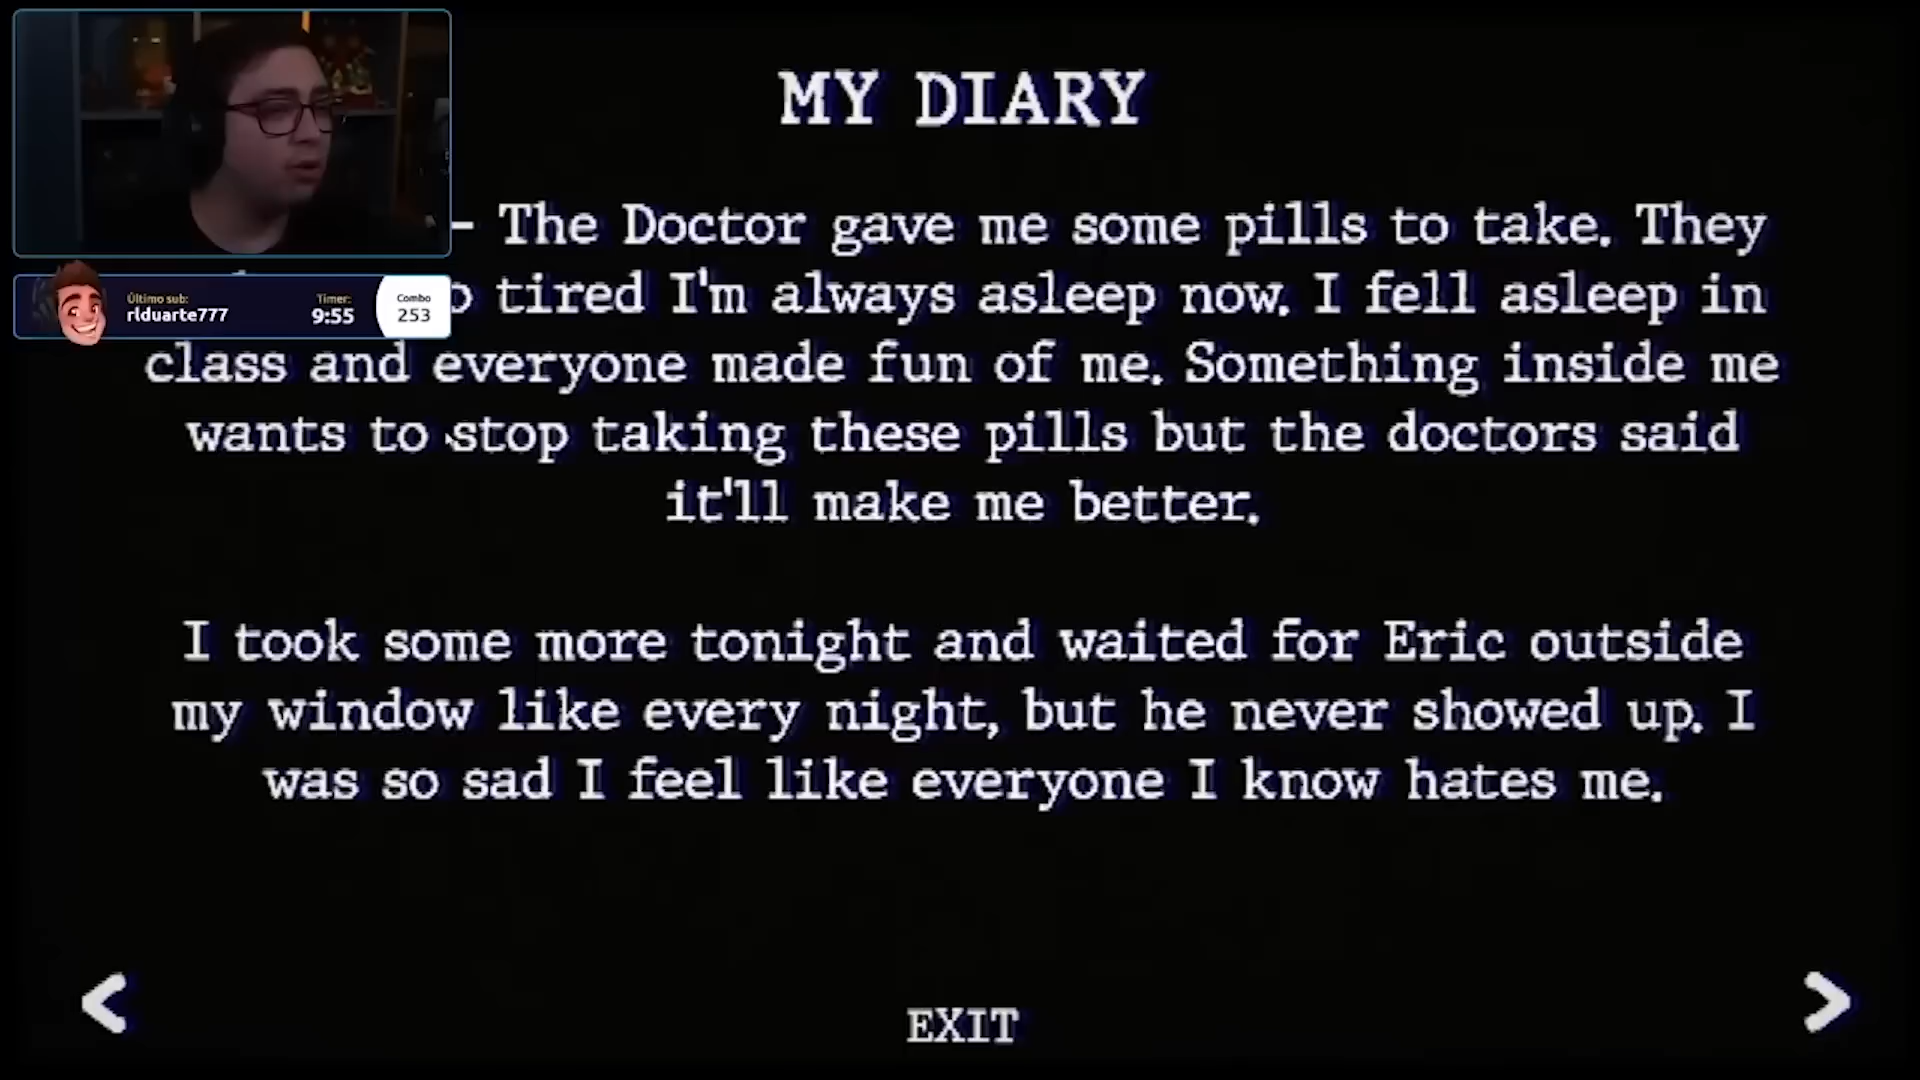 MY DIARY
- The Doctor gave me some pills to take. They
tired I'm always asleep now. I fell asleep in
class and everyone made fun of me. Something inside me
wants to stop taking these pills but the doctors said
it'll make me better.
I took some more tonight and waited for Eric outside
my window like every night, but he never showed up. I
was so sad I feel like everyone I know hates me.
Último sub:
rlduarte777
Timer:
9:55
Combo
253
<
EXIT
>